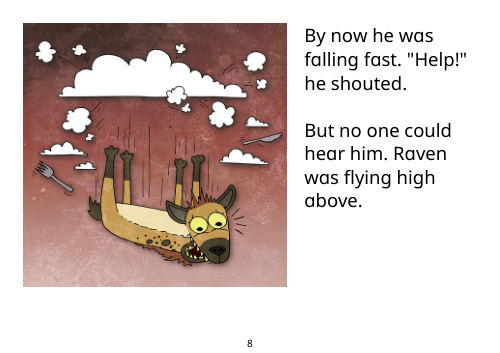 By now he was
falling fast. "Help!"
he shouted.
But no one could
hear him. Raven
was flying high
above.
8